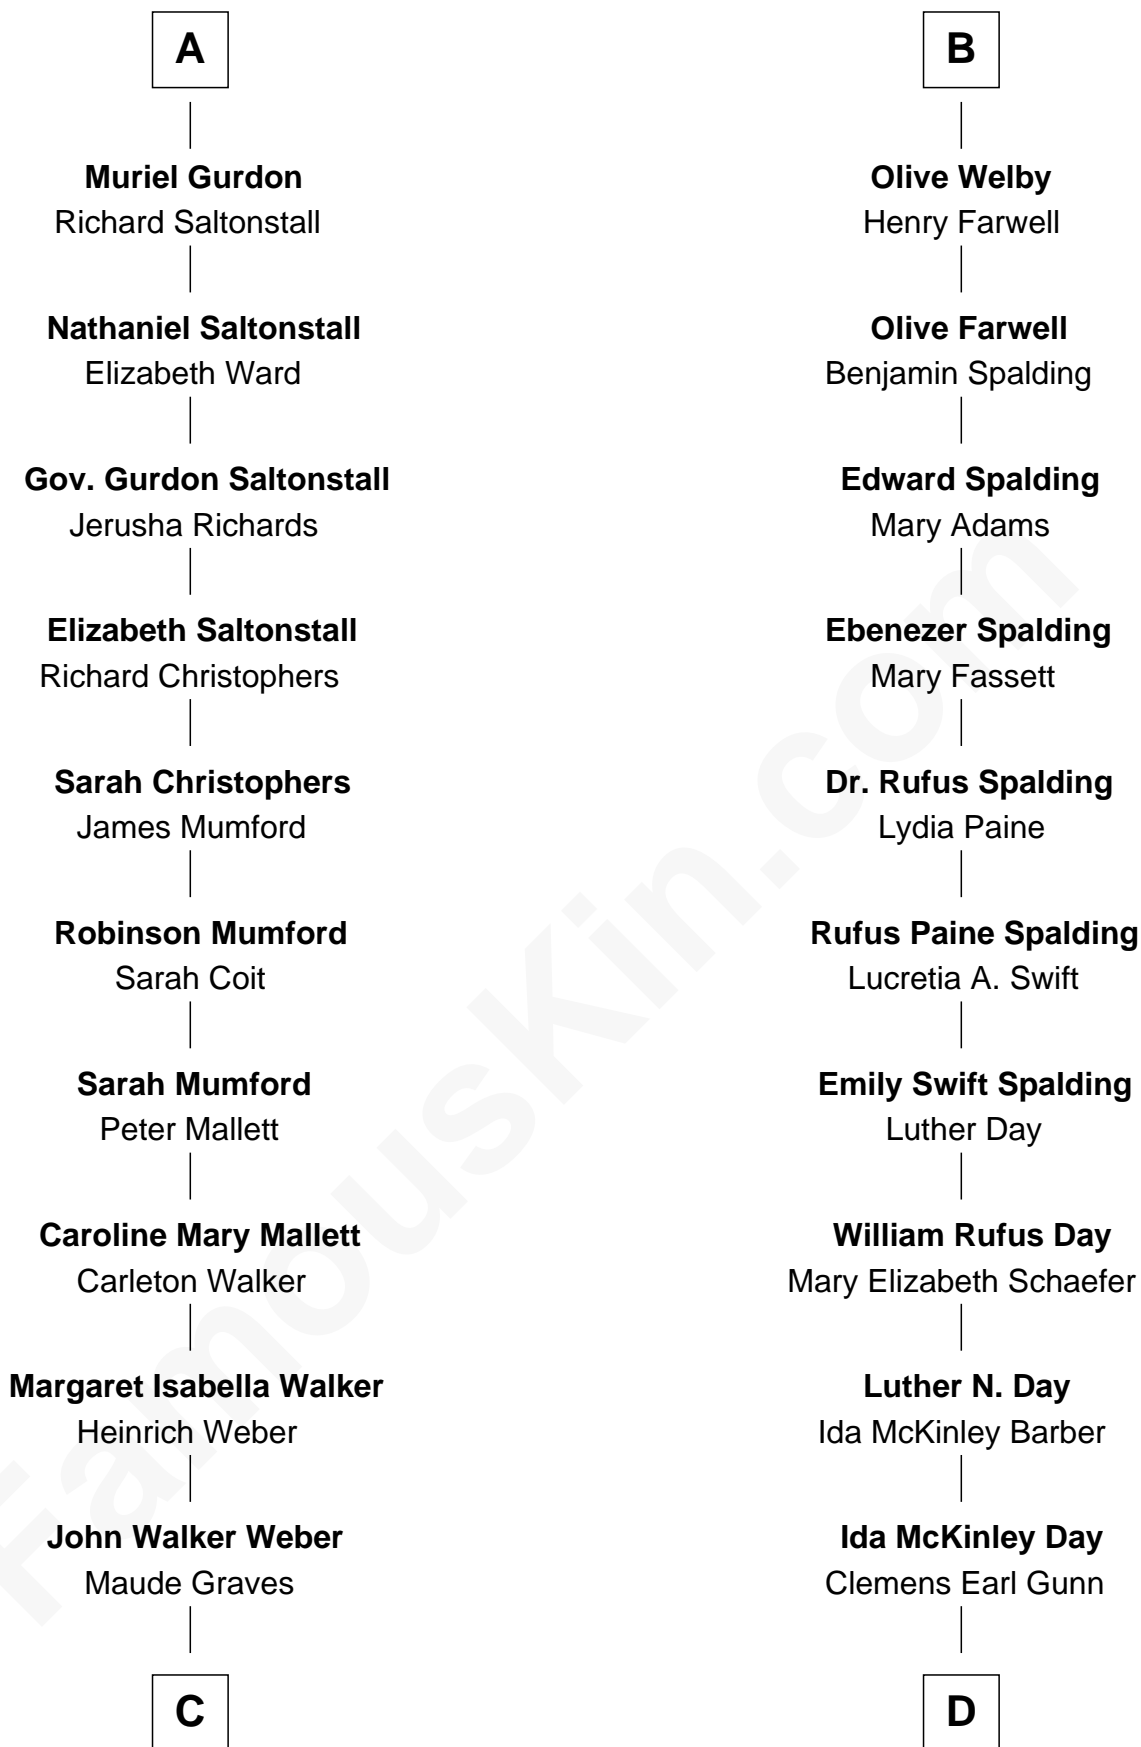 A
Muriel Gurdon
Richard Saltonstall
Nathaniel Saltonstall
Elizabeth Ward
Gov. Gurdon Saltonstall
Jerusha Richards
Elizabeth Saltonstall
Richard Christophers
Sarah Christophers
James Mumford
Robinson Mumford
Sarah Coit
Sarah Mumford
Peter Mallett
Caroline Mary Mallett
Carleton Walker
Margaret Isabella Walker
Heinrich Weber
John Walker Weber
Maude Graves
C
B
Olive Welby
Henry Farwell
Olive Farwell
Benjamin Spalding
Edward Spalding
Mary Adams
Ebenezer Spalding
Mary Fassett
Dr. Rufus Spalding
Lydia Paine
Rufus Paine Spalding
Lucretia A. Swift
Emily Swift Spalding
Luther Day
William Rufus Day
Mary Elizabeth Schaefer
Luther N. Day
Ida McKinley Barber
Ida McKinley Day
Clemens Earl Gunn
D
FamousKin.com